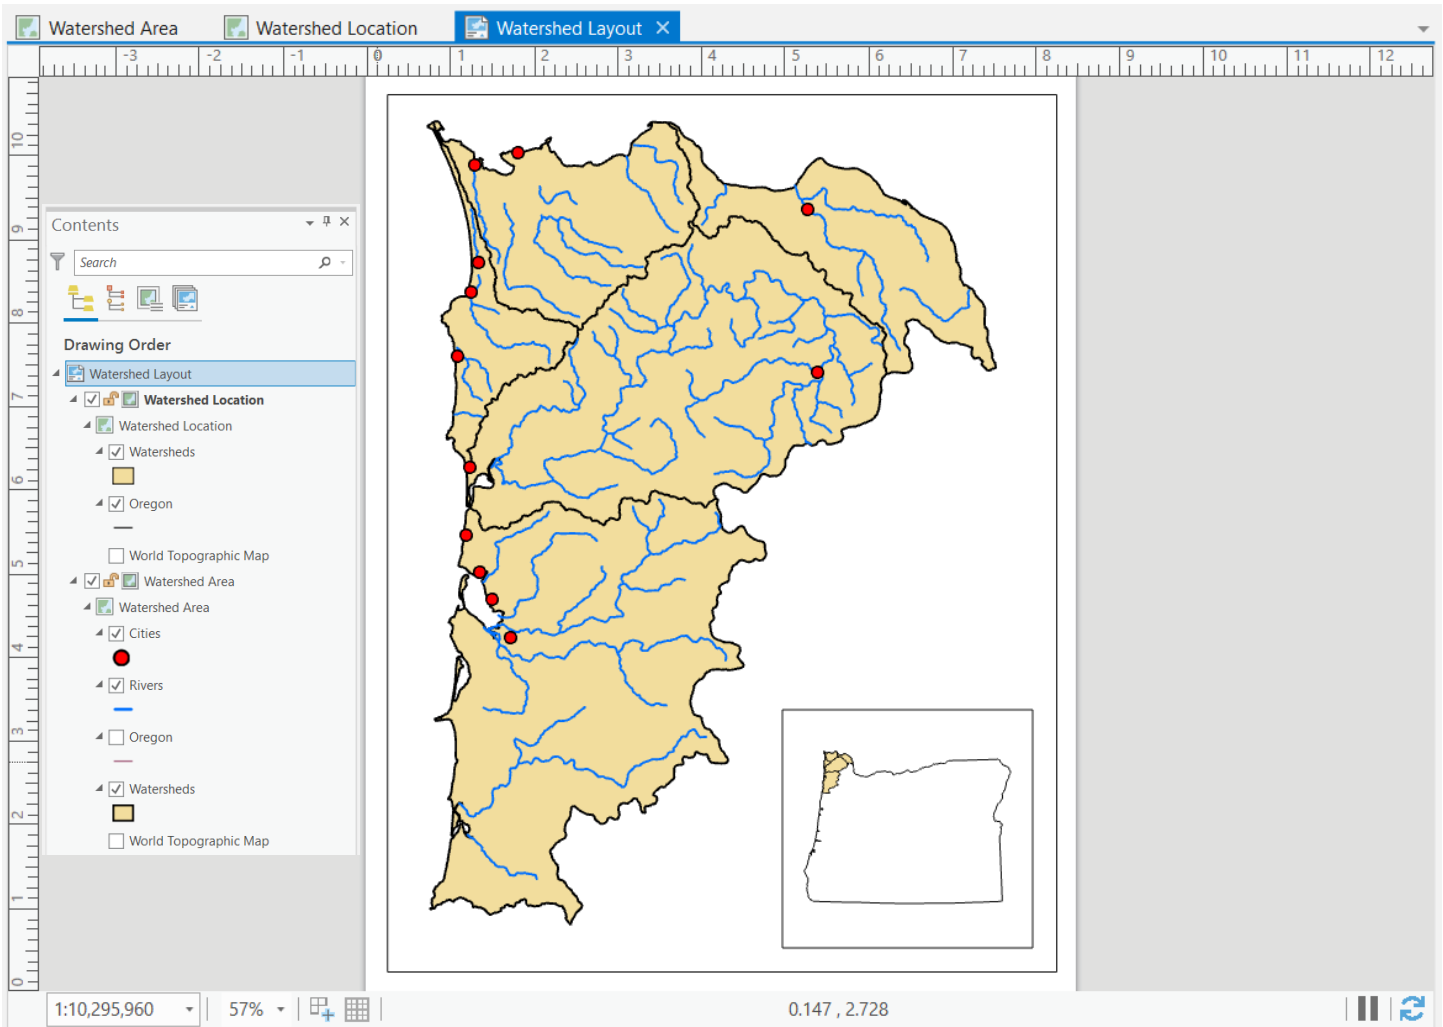 Watershed Area
Watershed Location
Watershed Layout
-3 -2 -1 0 1 2 3 4 5 6 7 8 9 10 11 12
10
9
8
7
6
5
4
3
2
1
0
Contents
Search
Drawing Order
Watershed Layout
Watershed Location
Watershed Location
Watersheds
Oregon
World Topographic Map
Watershed Area
Watershed Area
Cities
Rivers
Oregon
Watersheds
World Topographic Map
1:10,295,960
57%
0.147 , 2.728